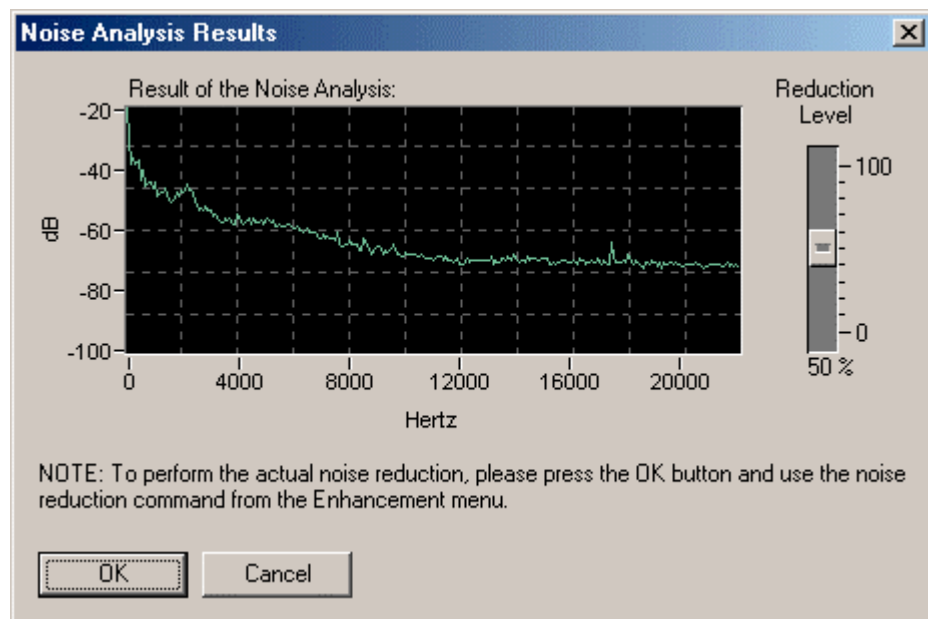 Noise Analysis Results
Result of the Noise Analysis:
Reduction
Level
-20
-40
-60
-80
-100
dB
0
4000
8000
12000
16000
20000
Hertz
100
0
50 %
NOTE: To perform the actual noise reduction, please press the OK button and use the noise
reduction command from the Enhancement menu.
OK
Cancel